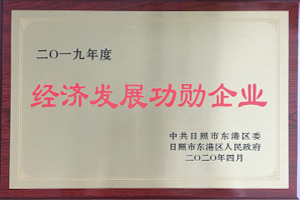 二〇一九年度
经济发展功勋企业
中共日照市东港区委
日照市东港区人民政府
二〇二〇年四月